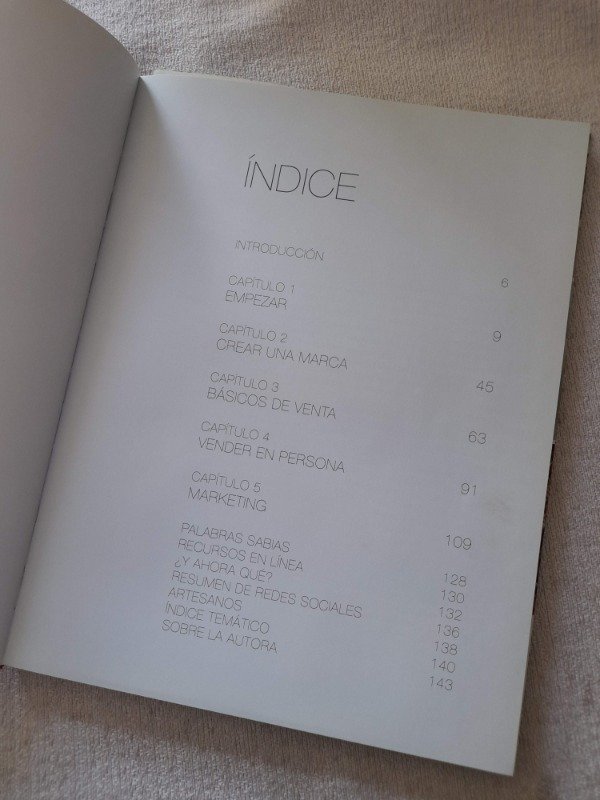 ÍNDICE
INTRODUCCIÓN 6
CAPÍTULO 1
EMPEZAR 9
CAPÍTULO 2
CREAR UNA MARCA 45
CAPÍTULO 3
BÁSICOS DE VENTA 63
CAPÍTULO 4
VENDER EN PERSONA 91
CAPÍTULO 5
MARKETING 109
PALABRAS SABIAS 128
RECURSOS EN LÍNEA 130
¿Y AHORA QUÉ? 132
RESUMEN DE REDES SOCIALES 136
ARTESANOS 138
ÍNDICE TEMÁTICO 140
SOBRE LA AUTORA 143